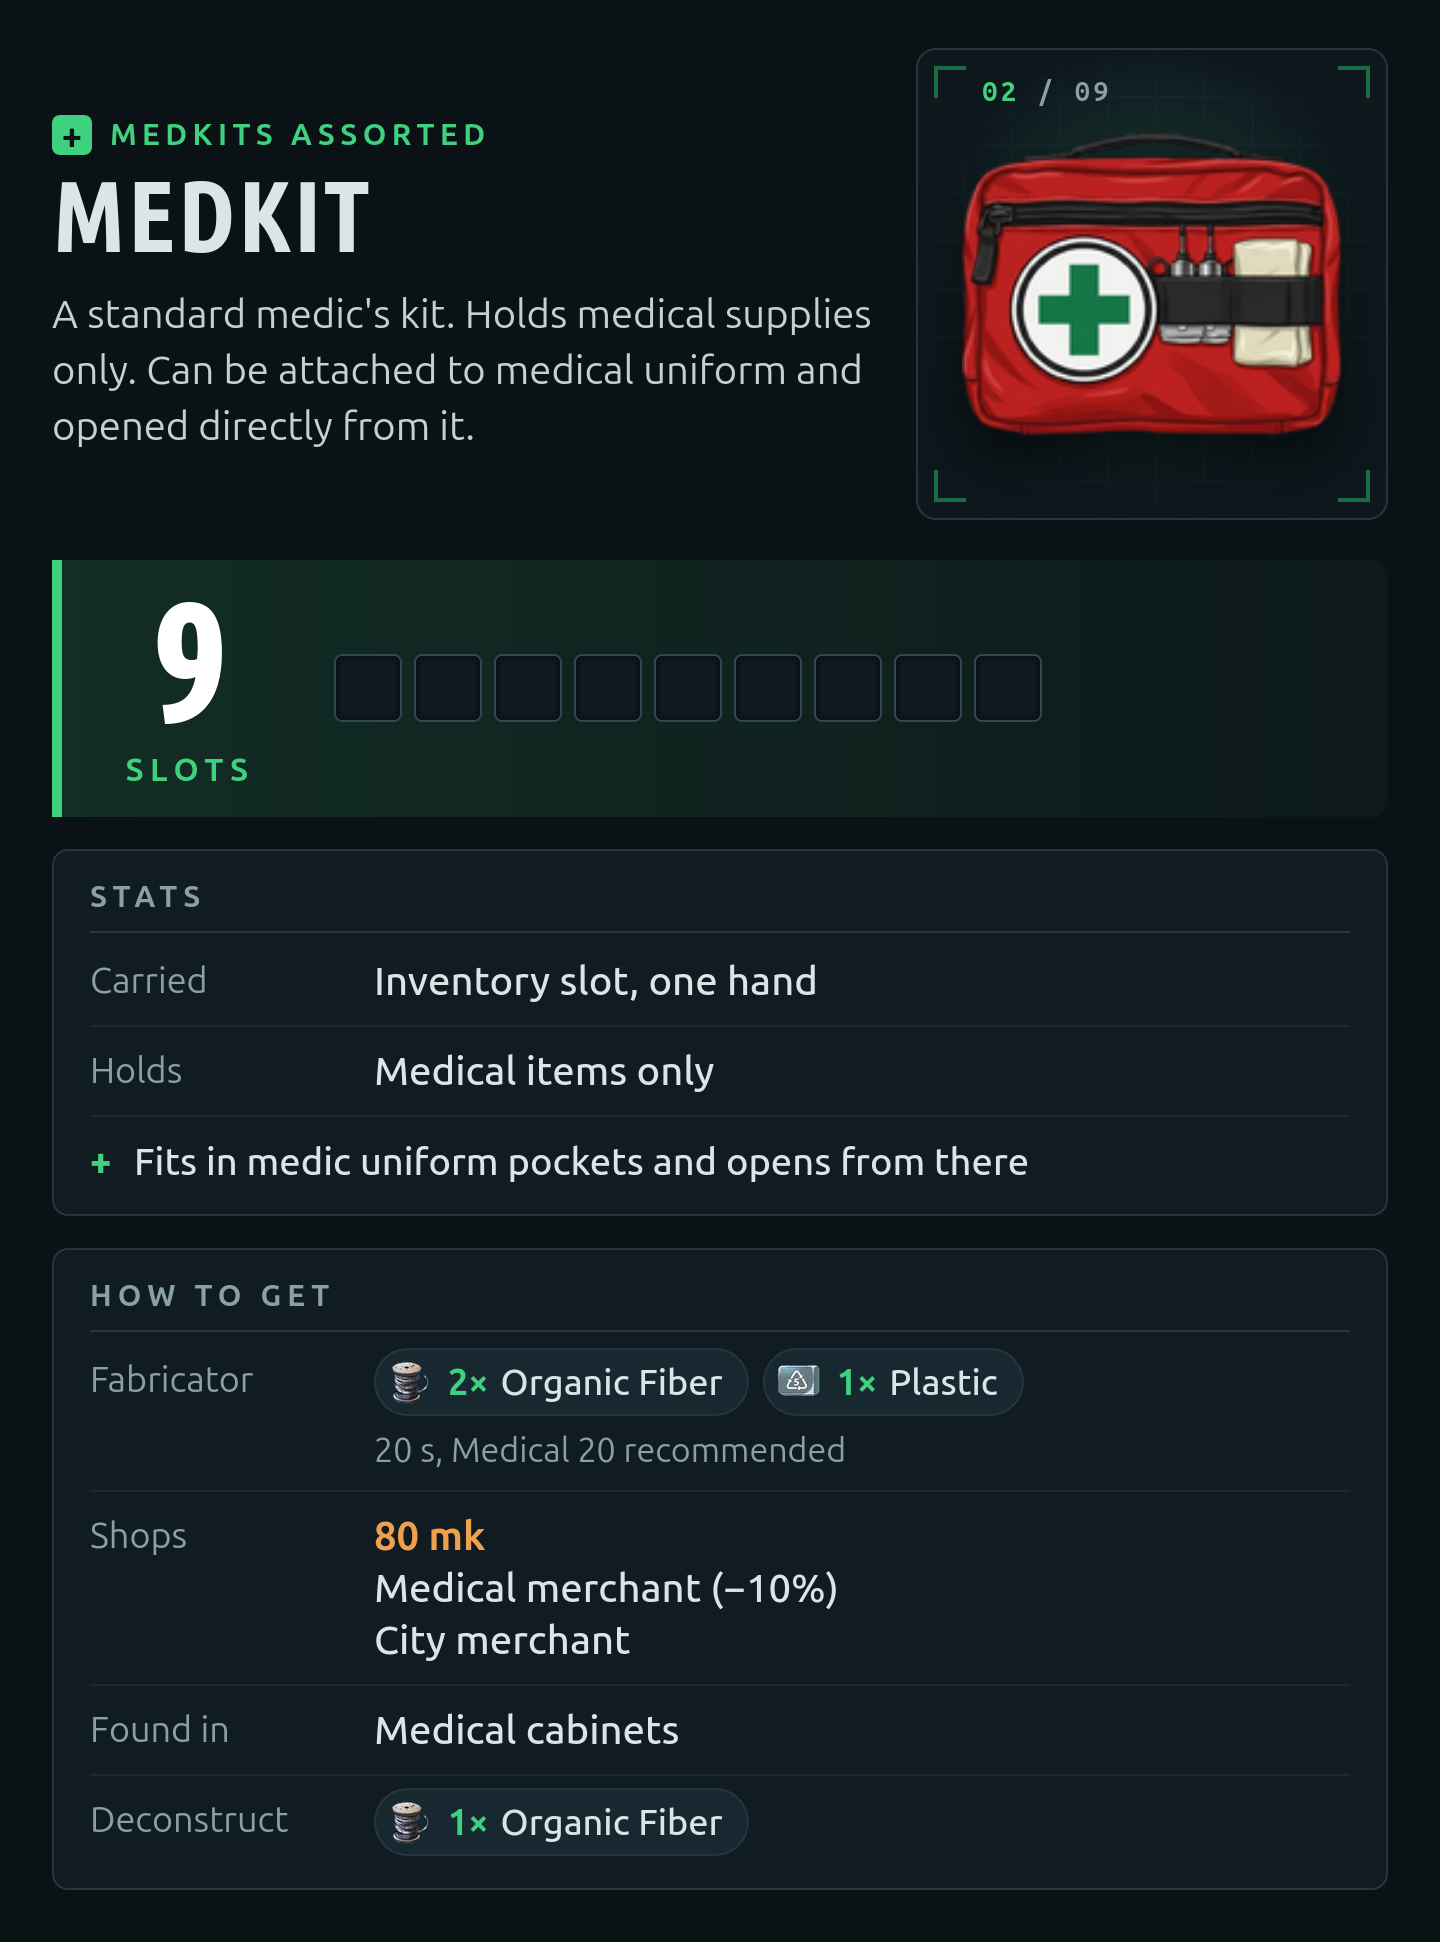 02 / 09
+ MEDKITS ASSORTED
MEDKIT
A standard medic's kit. Holds medical supplies
only. Can be attached to medical uniform and
opened directly from it.
9
SLOTS
STATS
Carried Inventory slot, one hand
Holds Medical items only
+ Fits in medic uniform pockets and opens from there
HOW TO GET
Fabricator 2× Organic Fiber 5 1× Plastic
20 s, Medical 20 recommended
Shops 80 mk
Medical merchant (−10%)
City merchant
Found in Medical cabinets
Deconstruct 1× Organic Fiber